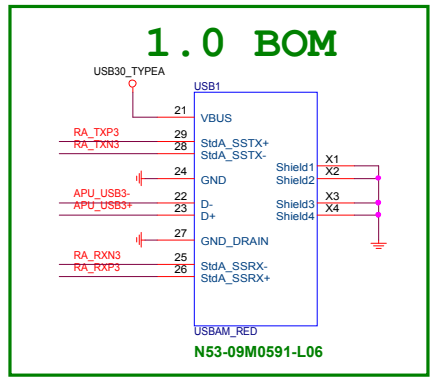 1.0 BOM
USB30_TYPEA
USB1
21
VBUS
RA_TXP3
29
StdA_SSTX+
RA_TXN3
28
StdA_SSTX-
24
GND
X1
Shield1
X2
Shield2
APU_USB3-
22
D-
APU_USB3+
23
D+
X3
Shield3
X4
Shield4
27
GND_DRAIN
RA_RXN3
25
StdA_SSRX-
RA_RXP3
26
StdA_SSRX+
USBAM_RED
N53-09M0591-L06